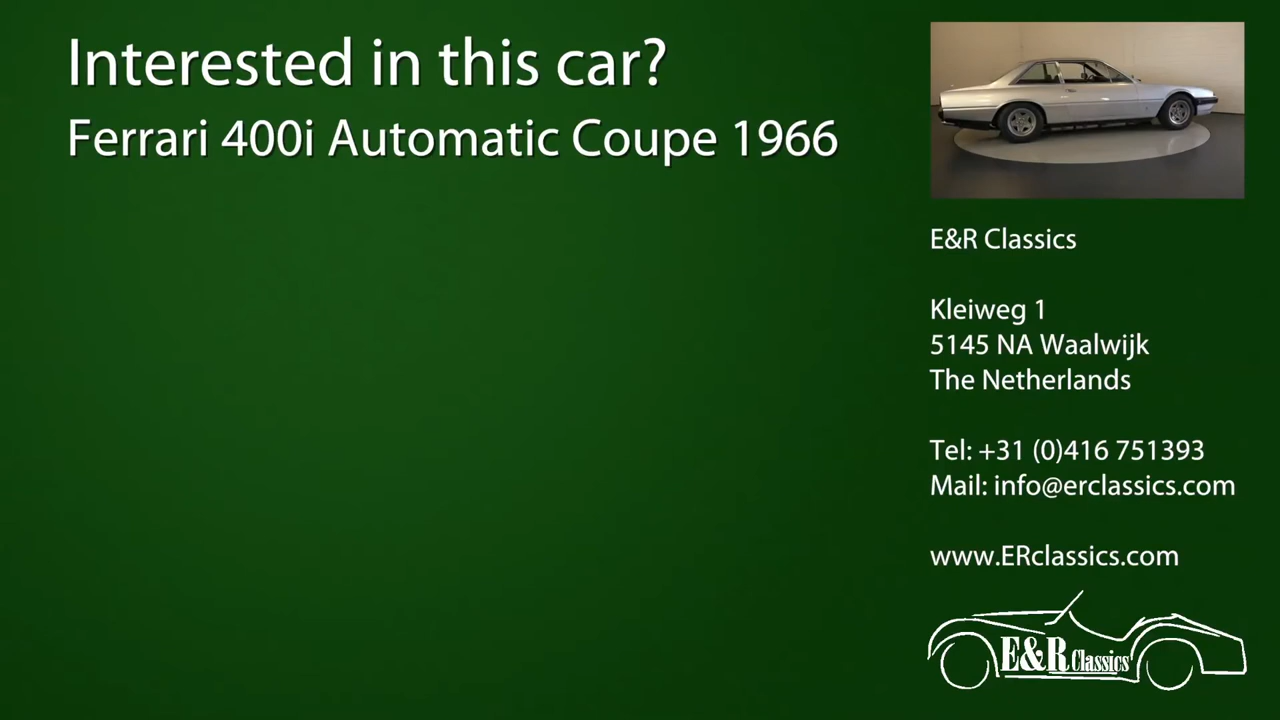 Interested in this car?
Ferrari 400i Automatic Coupe 1966
E&R Classics
Kleiweg 1
5145 NA Waalwijk
The Netherlands
Tel: +31 (0)416 751393
Mail: info@erclassics.com
www.ERclassics.com
E&R Classics